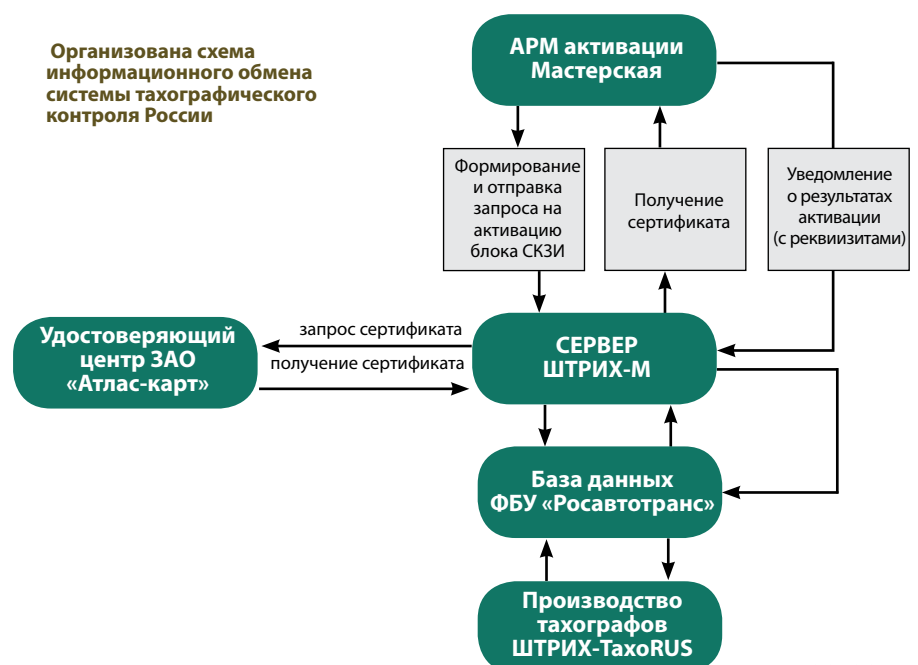 Организована схема
информационного обмена
системы тахографического
контроля России
АРМ активации
Мастерская
Формирование
и отправка
запроса на
активацию
блока СКЗИ
Получение
сертификата
Уведомление
о результатах
активации
(с реквиизитами)
Удостоверяющий
центр ЗАО
«Атлас-карт»
запрос сертификата
получение сертификата
СЕРВЕР
ШТРИХ-М
База данных
ФБУ «Росавтотранс»
Производство
тахографов
ШТРИХ-ТахоRUS